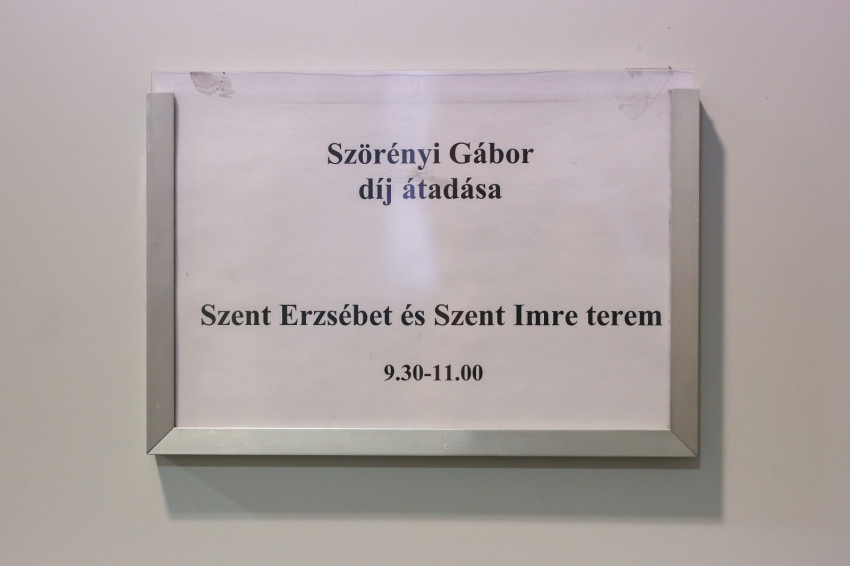 Szörényi Gábor
díj átadása
Szent Erzsébet és Szent Imre terem
9.30-11.00